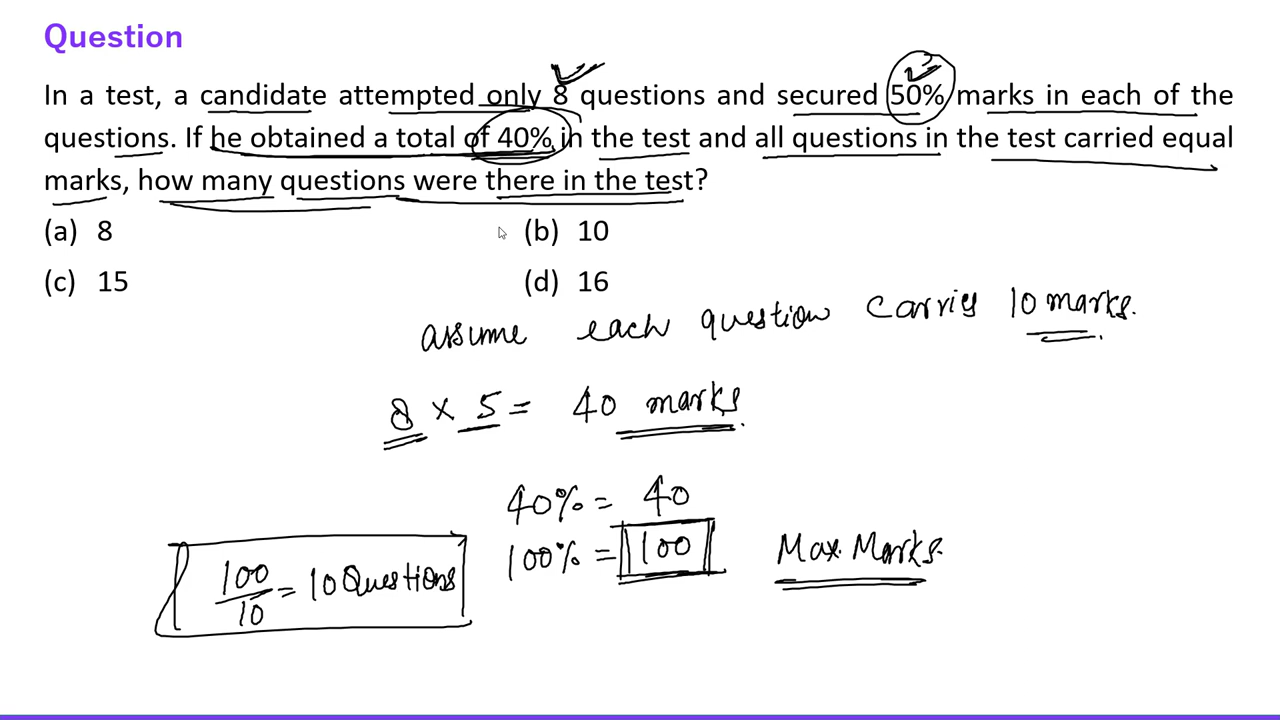 Question
In a test, a candidate attempted only 8 questions and secured 50% marks in each of the
questions. If he obtained a total of 40% in the test and all questions in the test carried equal
marks, how many questions were there in the test?
(a) 8
(b) 10
(c) 15
(d) 16
assume each question carries 10 marks.
8 × 5 = 40 marks.
40% = 40
100% = 100 Max. Marks.
100/10 = 10 Questions